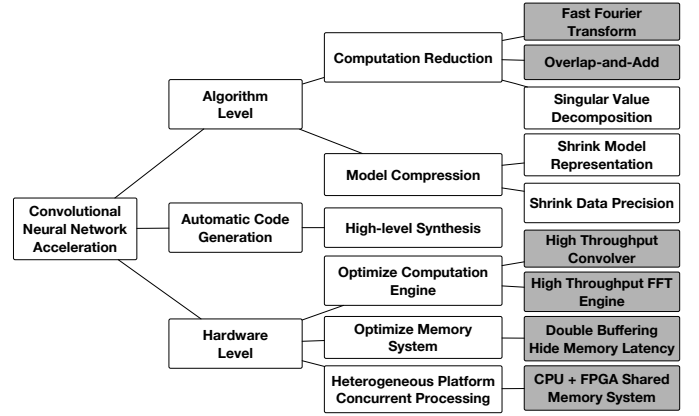 Convolutional
Neural Network
Acceleration
Algorithm
Level
Automatic Code
Generation
Hardware
Level
Computation Reduction
Model Compression
High-level Synthesis
Optimize Computation
Engine
Optimize Memory
System
Heterogeneous Platform
Concurrent Processing
Fast Fourier
Transform
Overlap-and-Add
Singular Value
Decomposition
Shrink Model
Representation
Shrink Data Precision
High Throughput
Convolver
High Throughput FFT
Engine
Double Buffering
Hide Memory Latency
CPU + FPGA Shared
Memory System